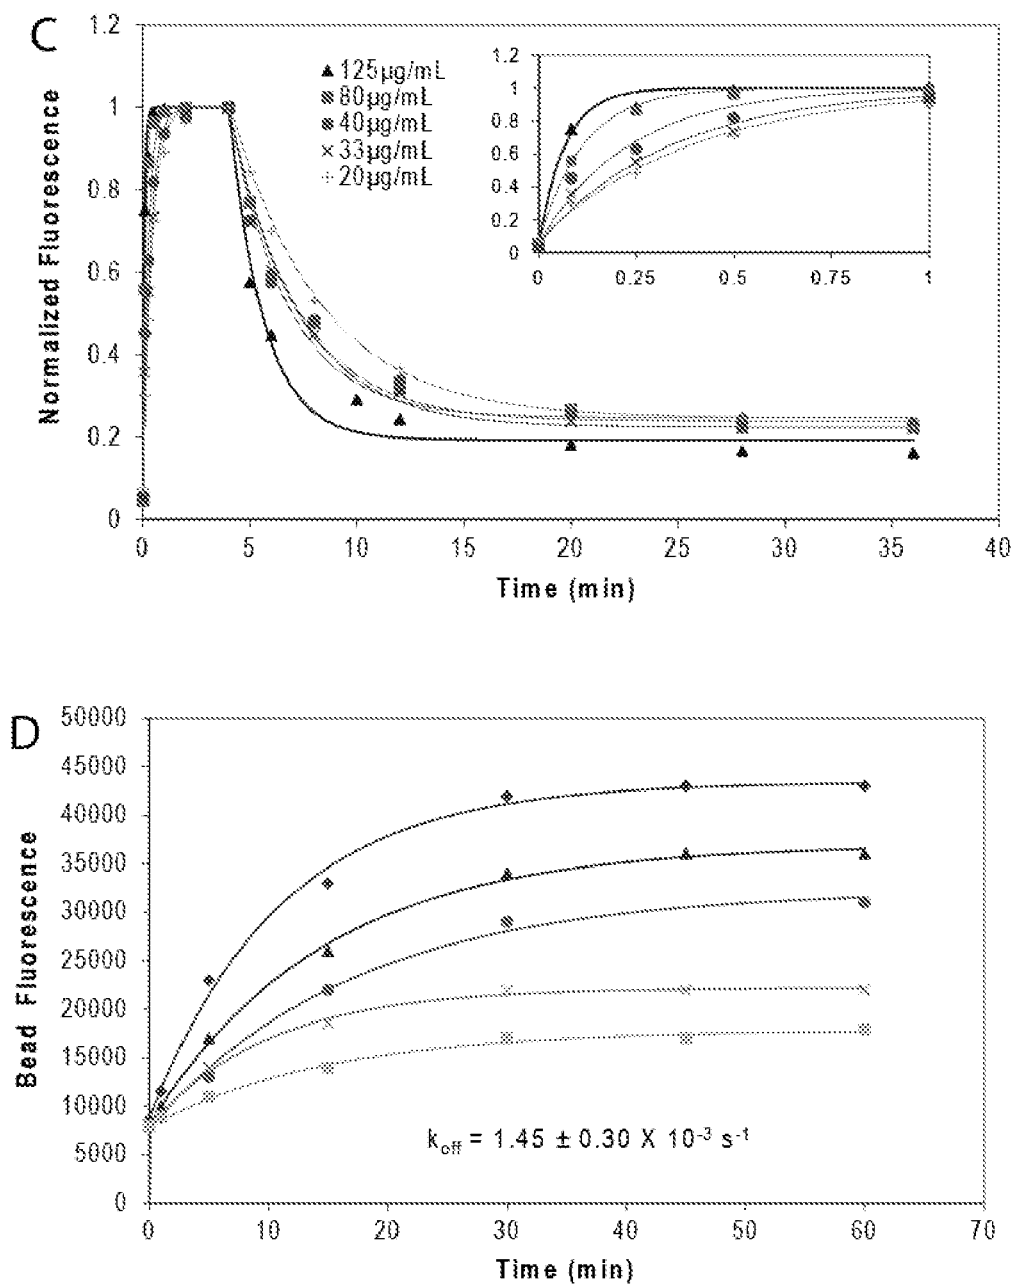 C
1.2
1
0.8
0.6
0.4
0.2
0
Normalized Fluorescence
125µg/mL
80µg/mL
40µg/mL
33µg/mL
20µg/mL
1.2
1
0.8
0.6
0.4
0.2
0
0 0.25 0.5 0.75 1
0 5 10 15 20 25 30 35 40
Time (min)
D
50000
45000
40000
35000
30000
25000
20000
15000
10000
5000
0
Bead Fluorescence
k_off = 1.45 ± 0.30 X 10⁻³ s⁻¹
0 10 20 30 40 50 60 70
Time (min)